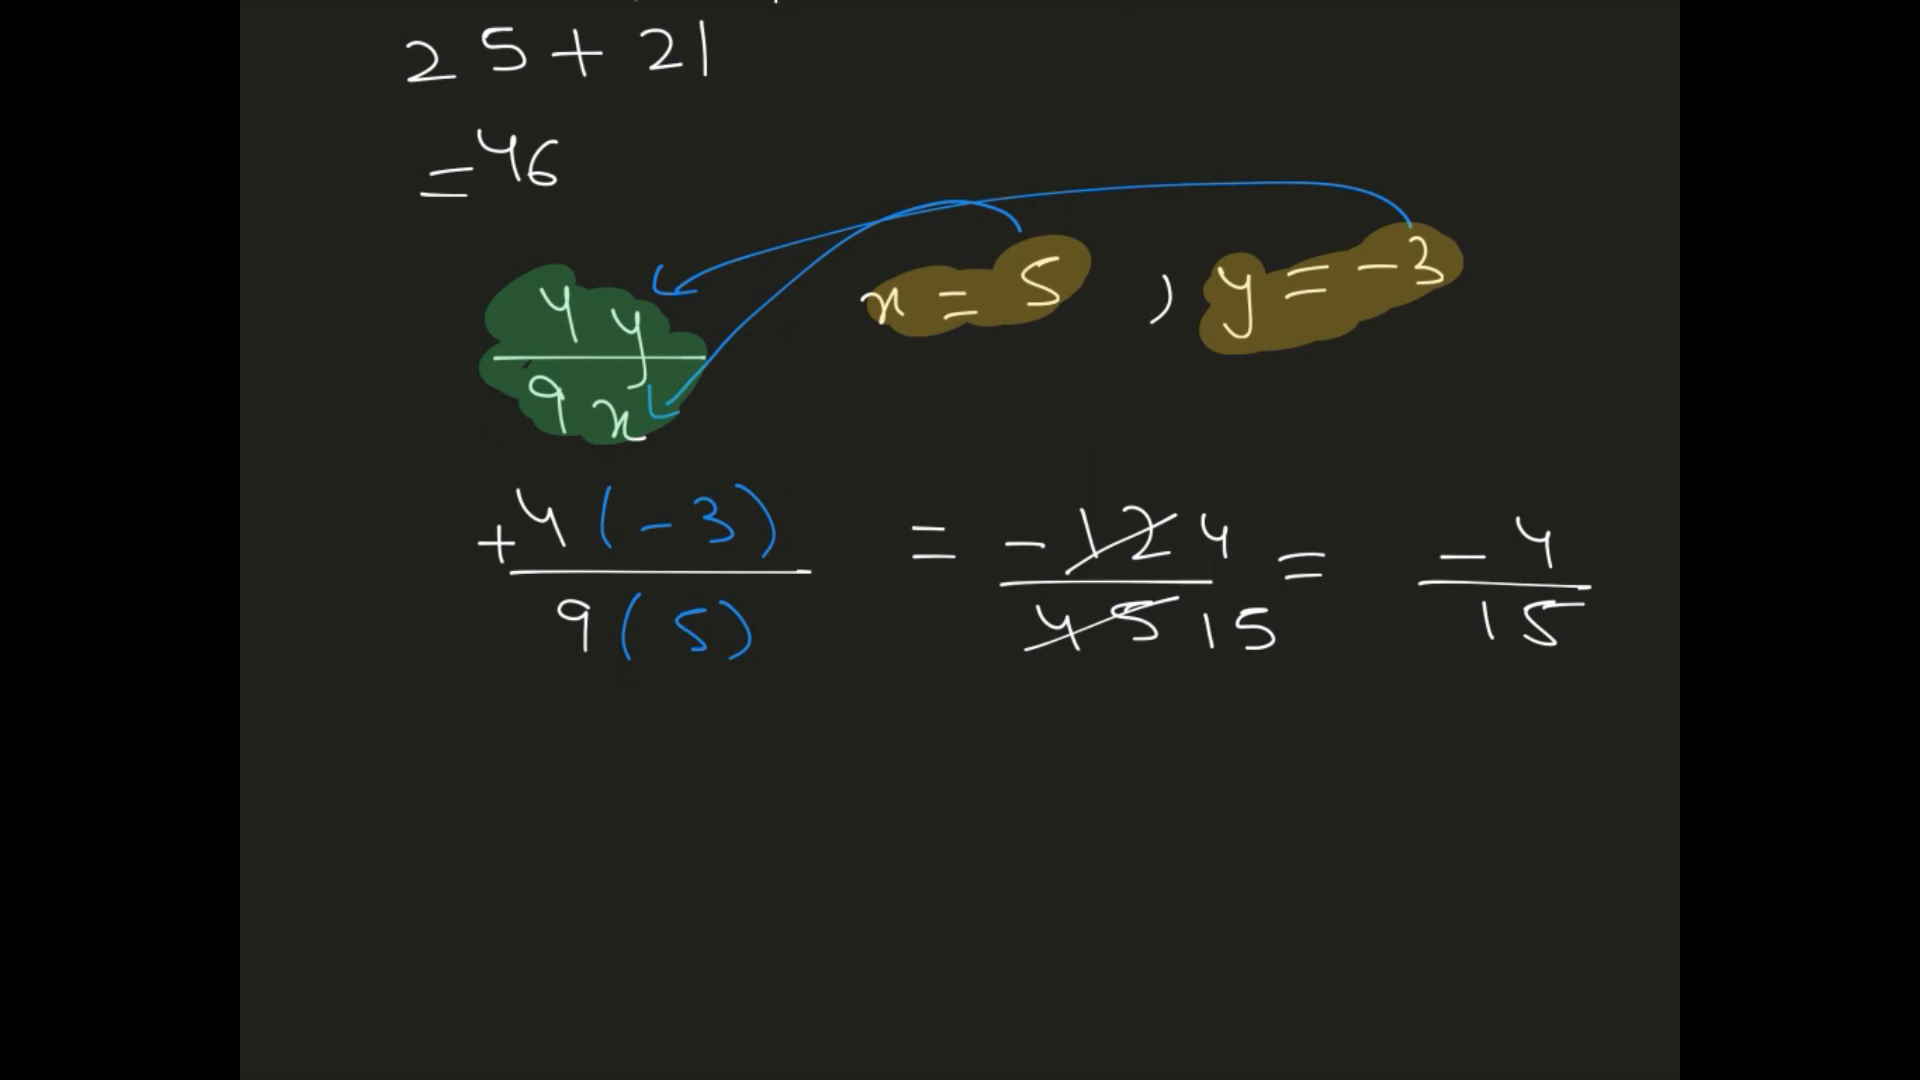 25+21
=46
4y/9x x = 5 , y = -3
+4(-3)/9(5) = -12 4/45 15 = -4/15